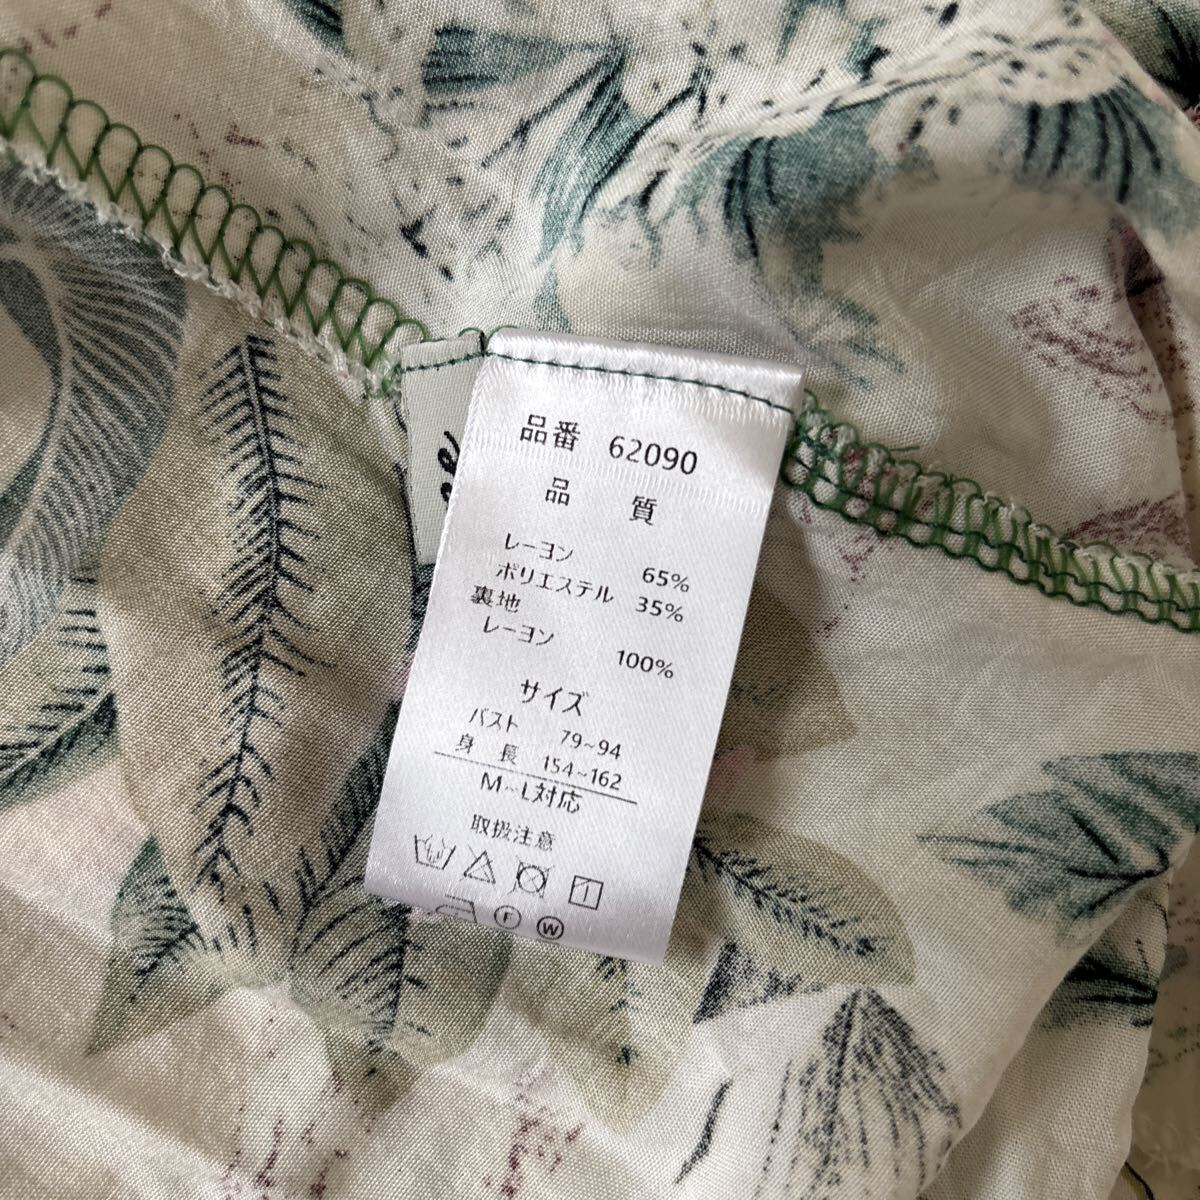 品番 62090
品質
レーヨン 65%
ポリエステル 35%
裏地
レーヨン 100%
サイズ
バスト 79~94
身長 154~162
M~L対応
取扱注意
1
F W